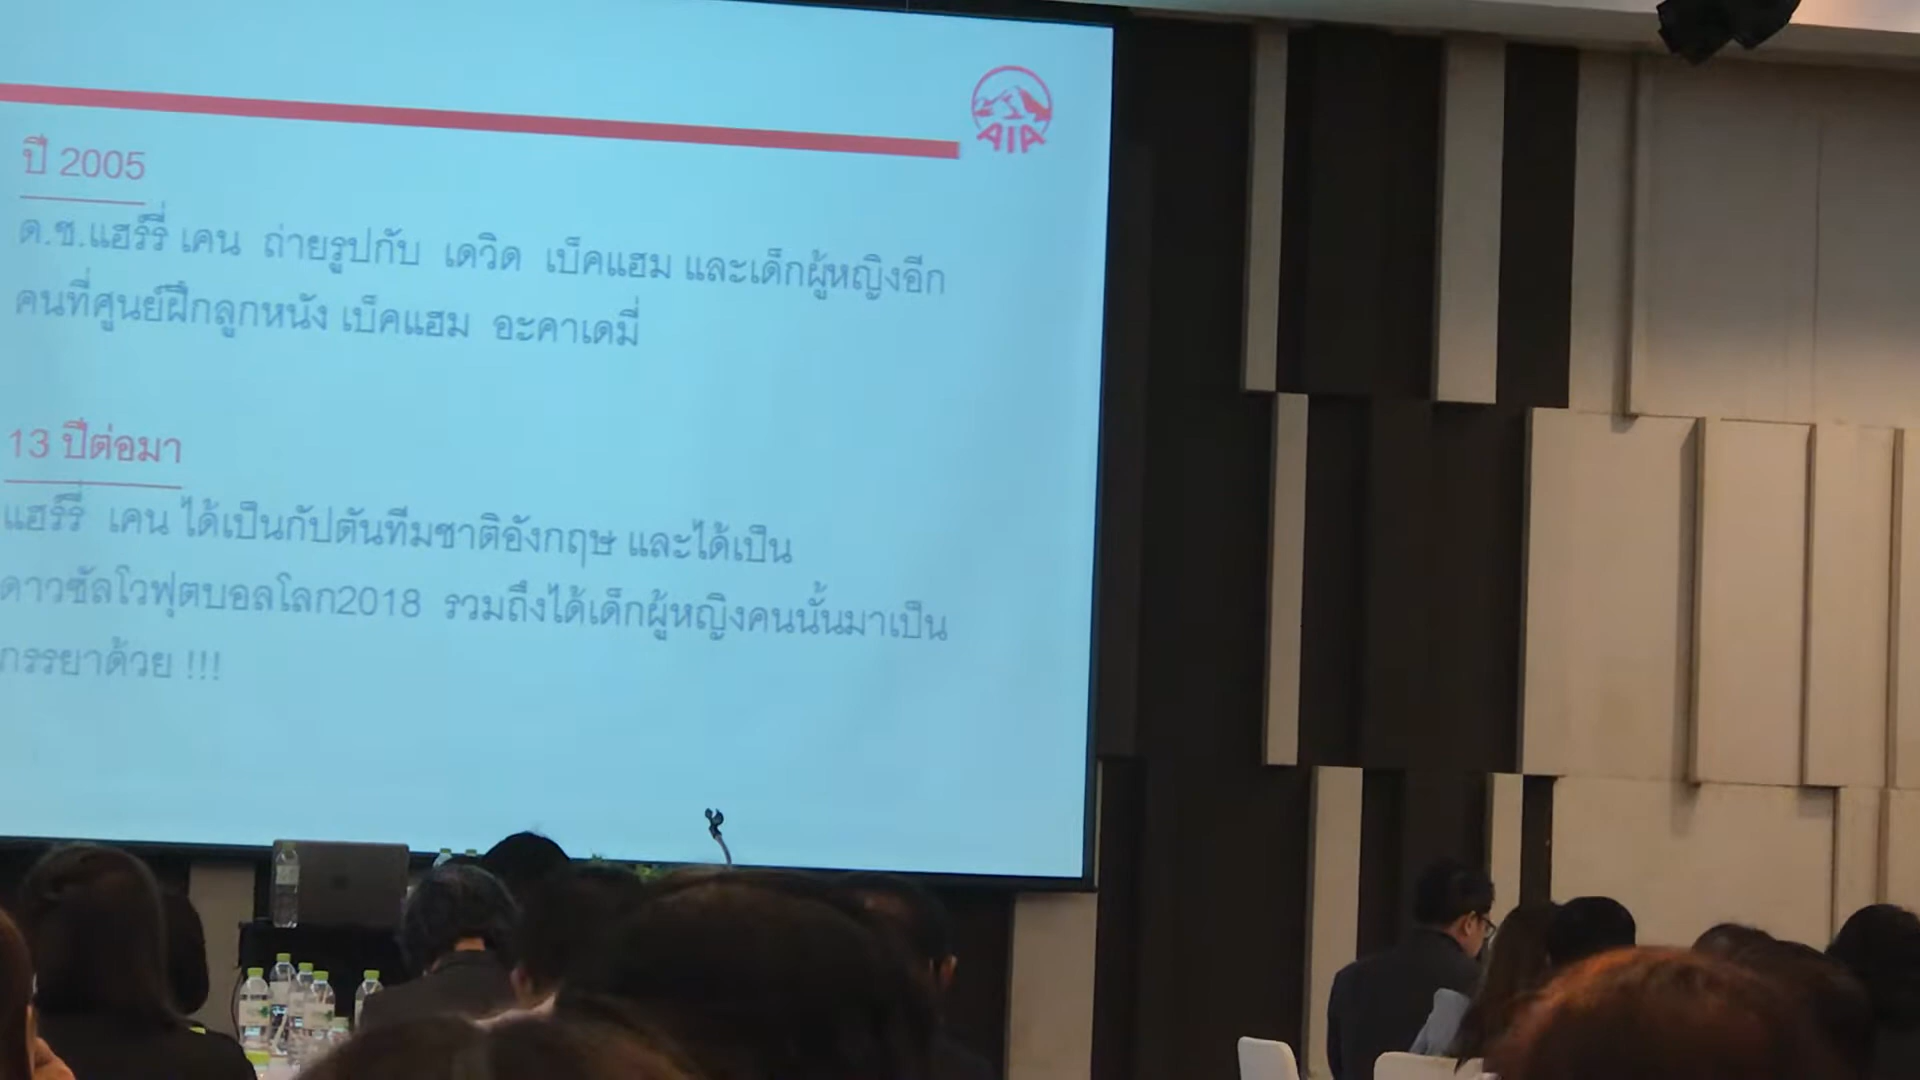 AIA
ปี 2005
ด.ช.แฮร์รี่ เคน ถ่ายรูปกับ เดวิด เบ็คแฮม และเด็กผู้หญิงอีก
คนที่ศูนย์ฝึกลูกหนัง เบ็คแฮม อะคาเดมี่
13 ปีต่อมา
แฮร์รี่ เคน ได้เป็นกัปตันทีมชาติอังกฤษ และได้เป็น
ดาวซัลโวฟุตบอลโลก2018 รวมถึงได้เด็กผู้หญิงคนนั้นมาเป็น
ภรรยาด้วย !!!